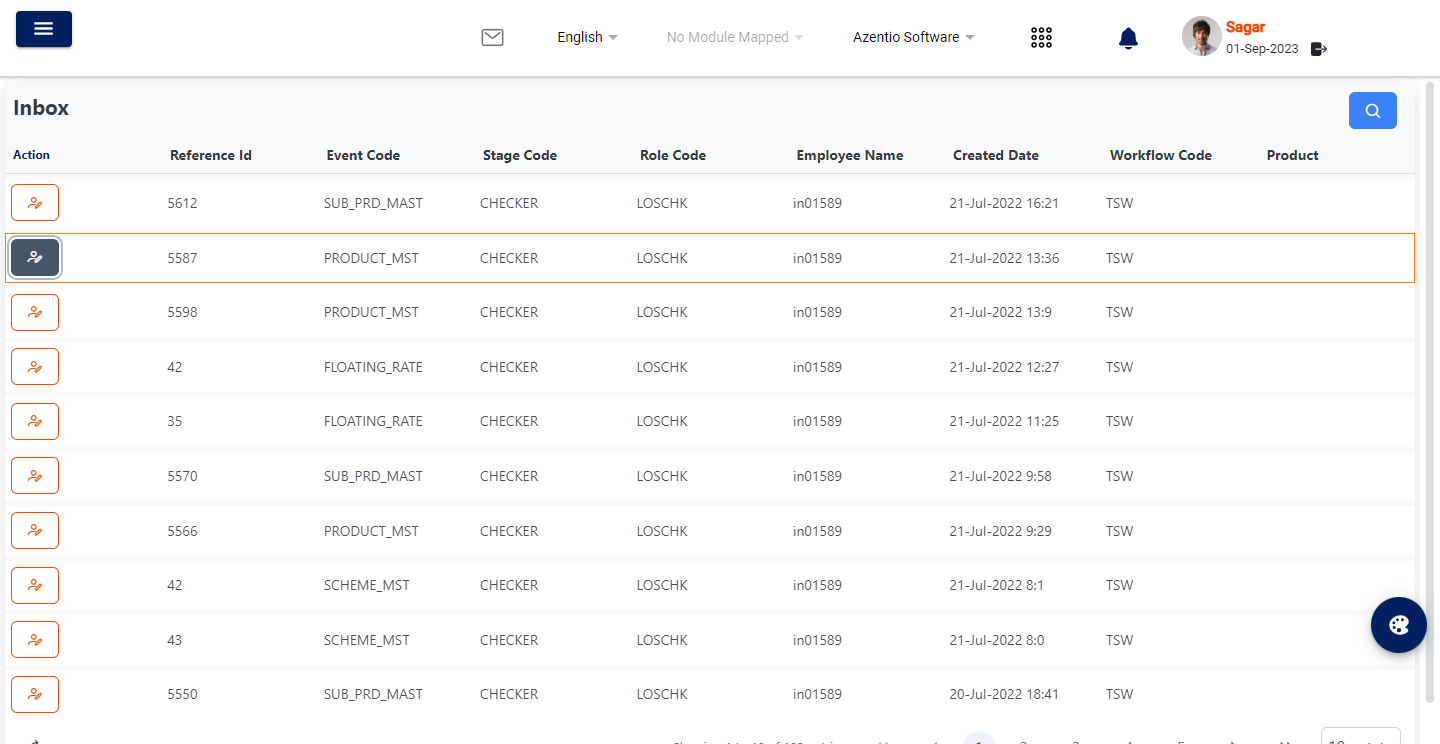 English No Module Mapped Azentio Software Sagar
01-Sep-2023
Inbox
Action Reference Id Event Code Stage Code Role Code Employee Name Created Date Workflow Code Product
5612 SUB_PRD_MAST CHECKER LOSCHK in01589 21-Jul-2022 16:21 TSW
5587 PRODUCT_MST CHECKER LOSCHK in01589 21-Jul-2022 13:36 TSW
5598 PRODUCT_MST CHECKER LOSCHK in01589 21-Jul-2022 13:9 TSW
42 FLOATING_RATE CHECKER LOSCHK in01589 21-Jul-2022 12:27 TSW
35 FLOATING_RATE CHECKER LOSCHK in01589 21-Jul-2022 11:25 TSW
5570 SUB_PRD_MAST CHECKER LOSCHK in01589 21-Jul-2022 9:58 TSW
5566 PRODUCT_MST CHECKER LOSCHK in01589 21-Jul-2022 9:29 TSW
42 SCHEME_MST CHECKER LOSCHK in01589 21-Jul-2022 8:1 TSW
43 SCHEME_MST CHECKER LOSCHK in01589 21-Jul-2022 8:0 TSW
5550 SUB_PRD_MAST CHECKER LOSCHK in01589 20-Jul-2022 18:41 TSW